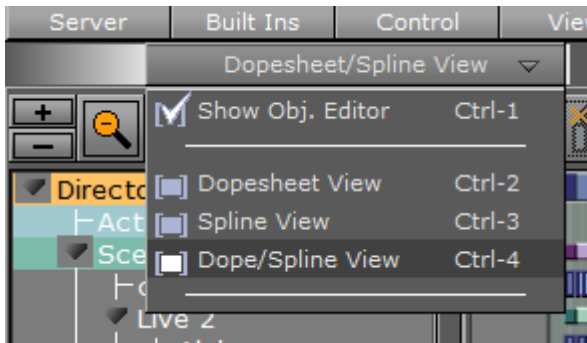 Server Built Ins Control Vie
Dopesheet/Spline View
+ Show Obj. Editor Ctrl-1
−
Directo Dopesheet View Ctrl-2
Act Spline View Ctrl-3
Sce Dope/Spline View Ctrl-4
Live 2